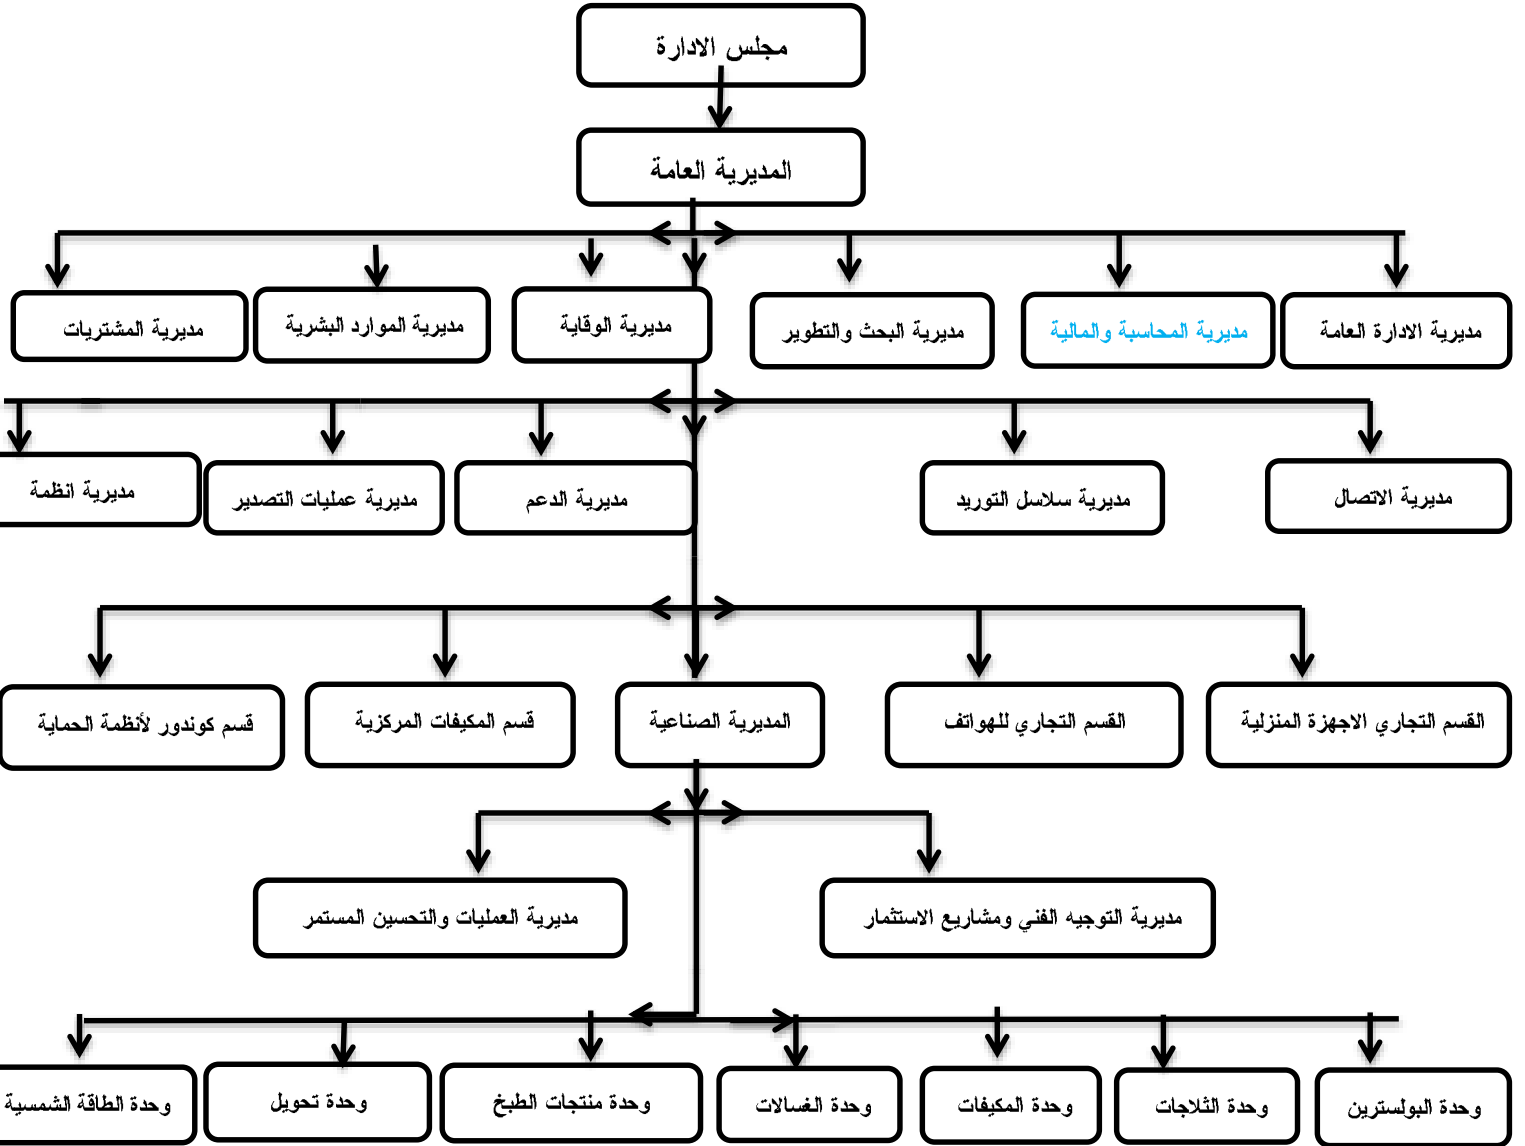 مجلس الادارة
المديرية العامة
مديرية الادارة العامة
مديرية المحاسبة والمالية
مديرية البحث والتطوير
مديرية الوقاية
مديرية الموارد البشرية
مديرية المشتريات
مديرية الاتصال
مديرية سلاسل التوريد
مديرية الدعم
مديرية عمليات التصدير
مديرية انظمة
القسم التجاري الاجهزة المنزلية
القسم التجاري للهواتف
المديرية الصناعية
قسم المكيفات المركزية
قسم كوندور لأنظمة الحماية
مديرية التوجيه الفني ومشاريع الاستثمار
مديرية العمليات والتحسين المستمر
وحدة البولسترين
وحدة الثلاجات
وحدة المكيفات
وحدة الغسالات
وحدة منتجات الطبخ
وحدة تحويل
وحدة الطاقة الشمسية